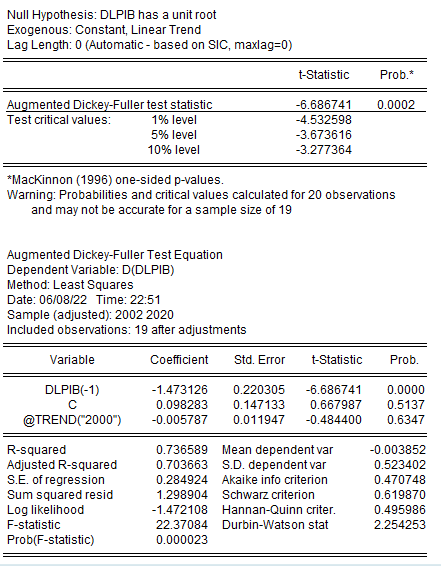 Null Hypothesis: DLPIB has a unit root
Exogenous: Constant, Linear Trend
Lag Length: 0 (Automatic - based on SIC, maxlag=0)
t-Statistic Prob.*
Augmented Dickey-Fuller test statistic -6.686741 0.0002
Test critical values: 1% level -4.532598
5% level -3.673616
10% level -3.277364
*MacKinnon (1996) one-sided p-values.
Warning: Probabilities and critical values calculated for 20 observations
and may not be accurate for a sample size of 19
Augmented Dickey-Fuller Test Equation
Dependent Variable: D(DLPIB)
Method: Least Squares
Date: 06/08/22 Time: 22:51
Sample (adjusted): 2002 2020
Included observations: 19 after adjustments
Variable Coefficient Std. Error t-Statistic Prob.
DLPIB(-1) -1.473126 0.220305 -6.686741 0.0000
C 0.098283 0.147133 0.667987 0.5137
@TREND("2000") -0.005787 0.011947 -0.484400 0.6347
R-squared 0.736589 Mean dependent var -0.003852
Adjusted R-squared 0.703663 S.D. dependent var 0.523402
S.E. of regression 0.284924 Akaike info criterion 0.470748
Sum squared resid 1.298904 Schwarz criterion 0.619870
Log likelihood -1.472108 Hannan-Quinn criter. 0.495986
F-statistic 22.37084 Durbin-Watson stat 2.254253
Prob(F-statistic) 0.000023